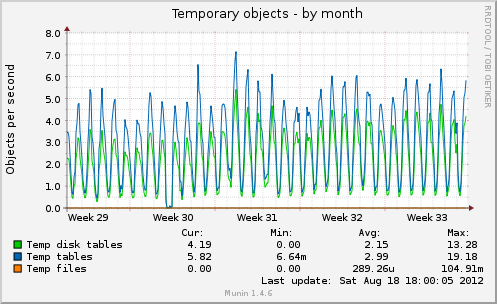 Temporary objects - by month
RRDTOOL / TOBI OETIKER
Objects per second
8.0
7.0
6.0
5.0
4.0
3.0
2.0
1.0
0.0
Week 29 Week 30 Week 31 Week 32 Week 33
Cur: Min: Avg: Max:
Temp disk tables 4.19 0.00 2.15 13.28
Temp tables 5.82 6.64m 2.99 19.18
Temp files 0.00 0.00 289.26u 104.91m
Last update: Sat Aug 18 18:00:05 2012
Munin 1.4.6